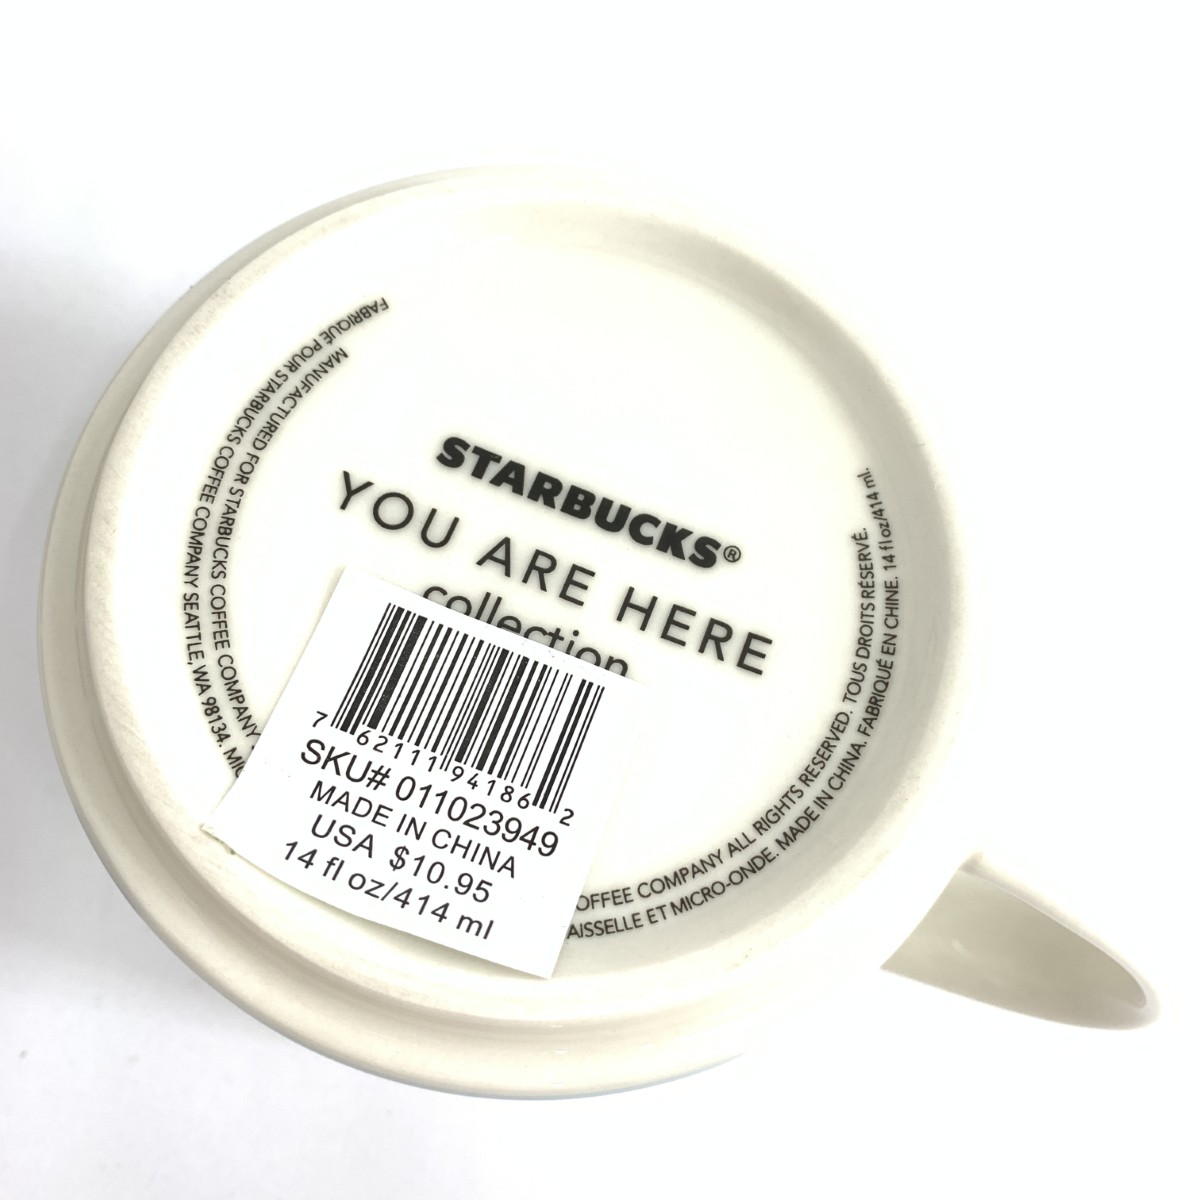 STARBUCKS®
YOU ARE HERE
collection
7 62111 94186 2
SKU# 011023949
MADE IN CHINA
USA $10.95
14 fl oz/414 ml
MANUFACTURED FOR STARBUCKS COFFEE COMPANY
OFFEE COMPANY ALL RIGHTS RESERVED. TOUS DROITS RÉSERVÉ.
FABRIQUÉ POUR STARBUCKS COFFEE COMPANY SEATTLE, WA 98134.
AISSELLE ET MICRO-ONDE. MADE IN CHINA. FABRIQUÉ EN CHINE. 14 fl oz/414 ml.